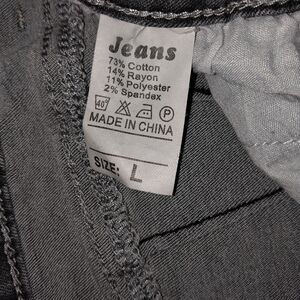 Jeans
73% Cotton
14% Rayon
11% Polyester
2% Spandex
40° P
MADE IN CHINA
SIZE: L